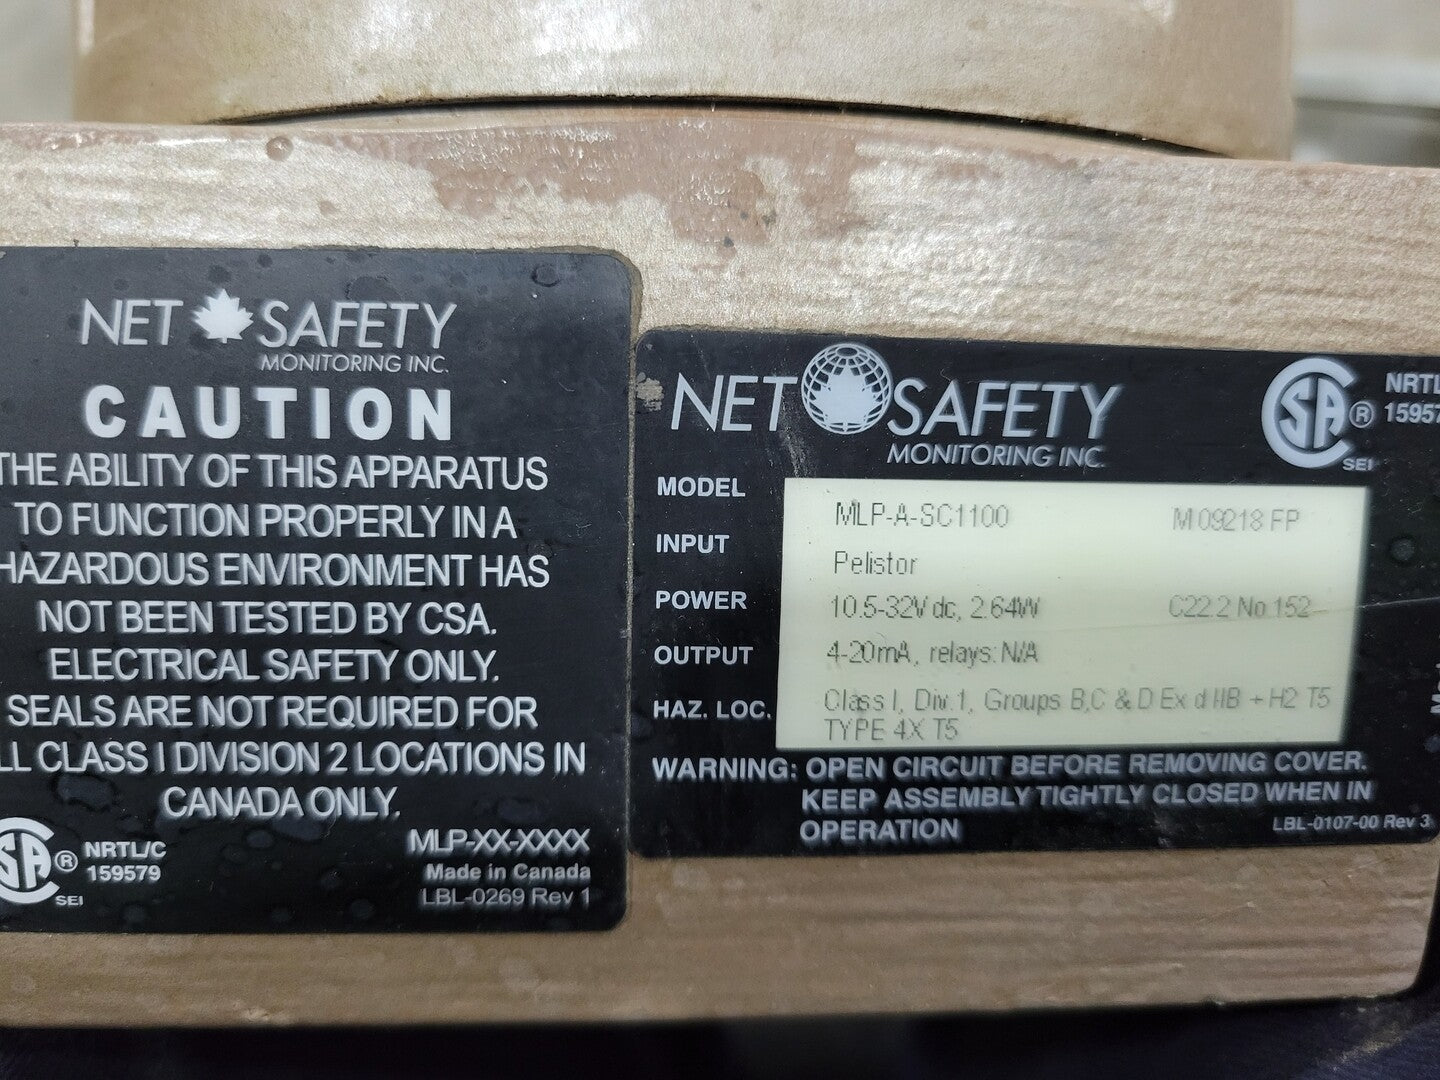 NET SAFETY
MONITORING INC.
CAUTION
THE ABILITY OF THIS APPARATUS
TO FUNCTION PROPERLY IN A
HAZARDOUS ENVIRONMENT HAS
NOT BEEN TESTED BY CSA.
ELECTRICAL SAFETY ONLY.
SEALS ARE NOT REQUIRED FOR
LL CLASS I DIVISION 2 LOCATIONS IN
CANADA ONLY.
SA ® NRTL/C
159579
SEI
MLP-XX-XXXX
Made in Canada
LBL-0269 Rev 1
NET SAFETY
MONITORING INC.
CSA ® NRTL
15957
SEI
MODEL MLP-A-SC1100 M09218 FP
INPUT Pelistor
POWER 10.5-32Vdc, 2.64W C22.2 No.152
OUTPUT 4-20mA, relays: N/A
HAZ. LOC. Class I, Div.1, Groups B,C & D Ex d IIB + H2 T5
TYPE 4X T5
WARNING: OPEN CIRCUIT BEFORE REMOVING COVER.
KEEP ASSEMBLY TIGHTLY CLOSED WHEN IN
OPERATION
LBL-0107-00 Rev 3